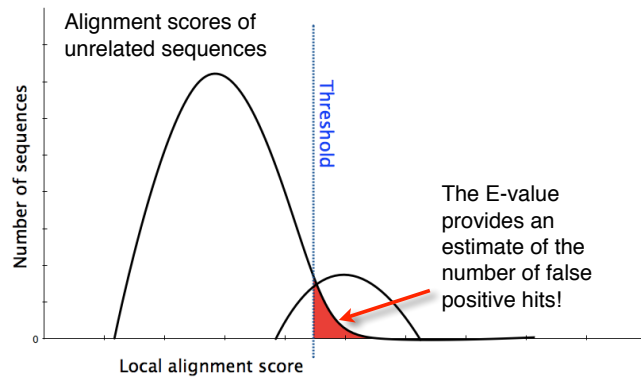 Alignment scores of
unrelated sequences
Threshold
Number of sequences
The E-value
provides an
estimate of the
number of false
positive hits!
0
Local alignment score